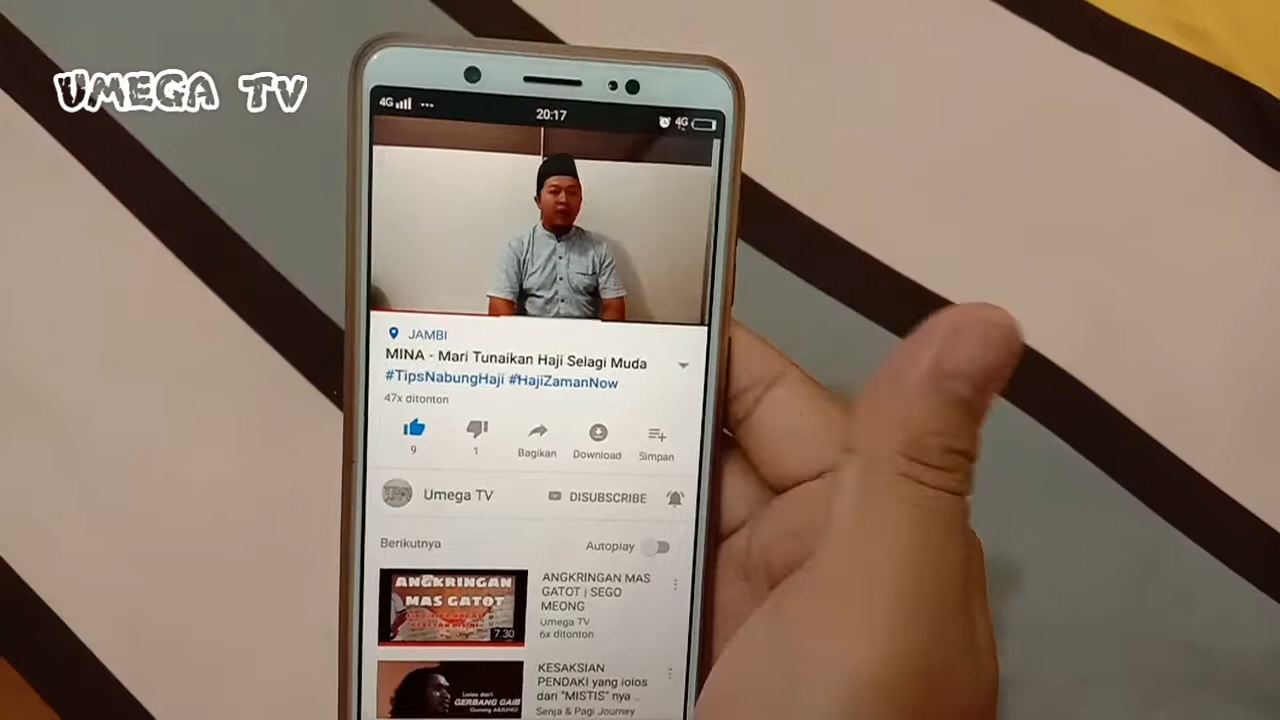 UMEGA TV
4G
20:17
4G
JAMBI
MINA - Mari Tunaikan Haji Selagi Muda
#TipsNabungHaji #HajiZamanNow
47x ditonton
9
1
Bagikan
Download
Simpan
Umega TV
DISUBSCRIBE
Berikutnya
Autoplay
ANGKRINGAN
MAS GATOT
7.30
ANGKRINGAN MAS
GATOT | SEGO
MEONG
Umega TV
6x ditonton
Lolos dari
GERBANG GAIB
KESAKSIAN
PENDAKI yang lolos
dari "MISTIS" nya ...
Senja & Pagi Journey